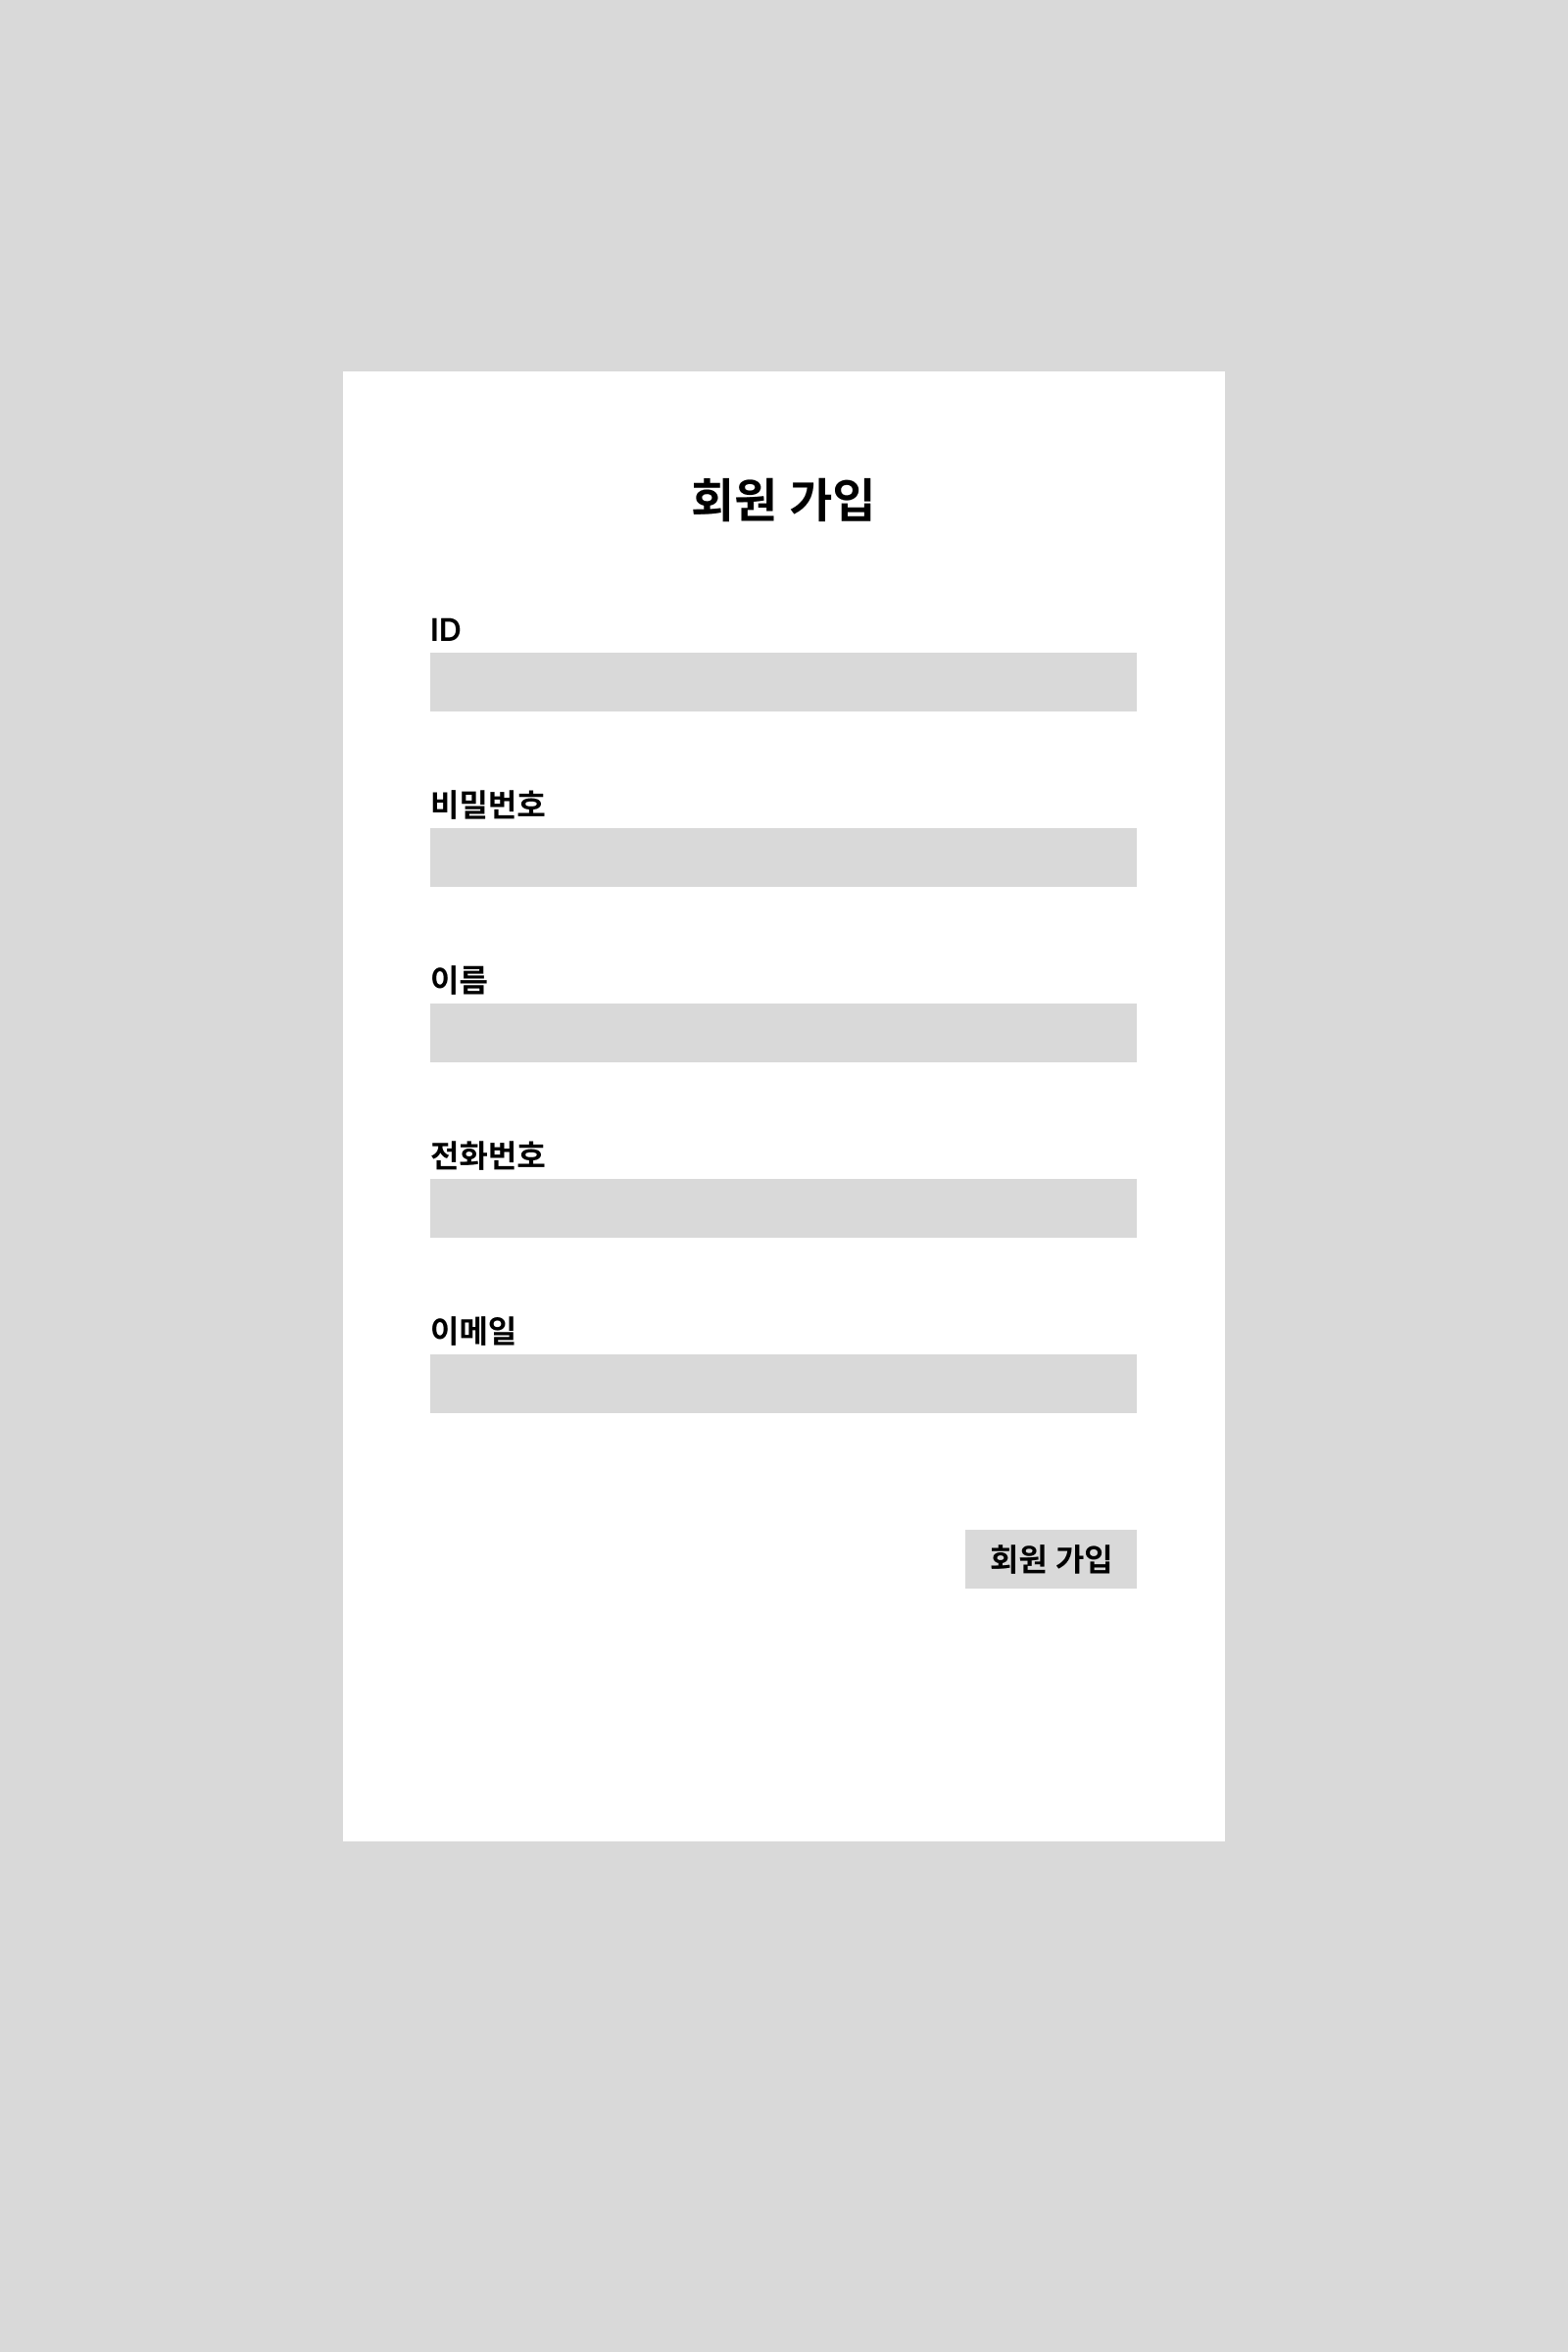 회원 가입
ID
비밀번호
이름
전화번호
이메일
회원 가입